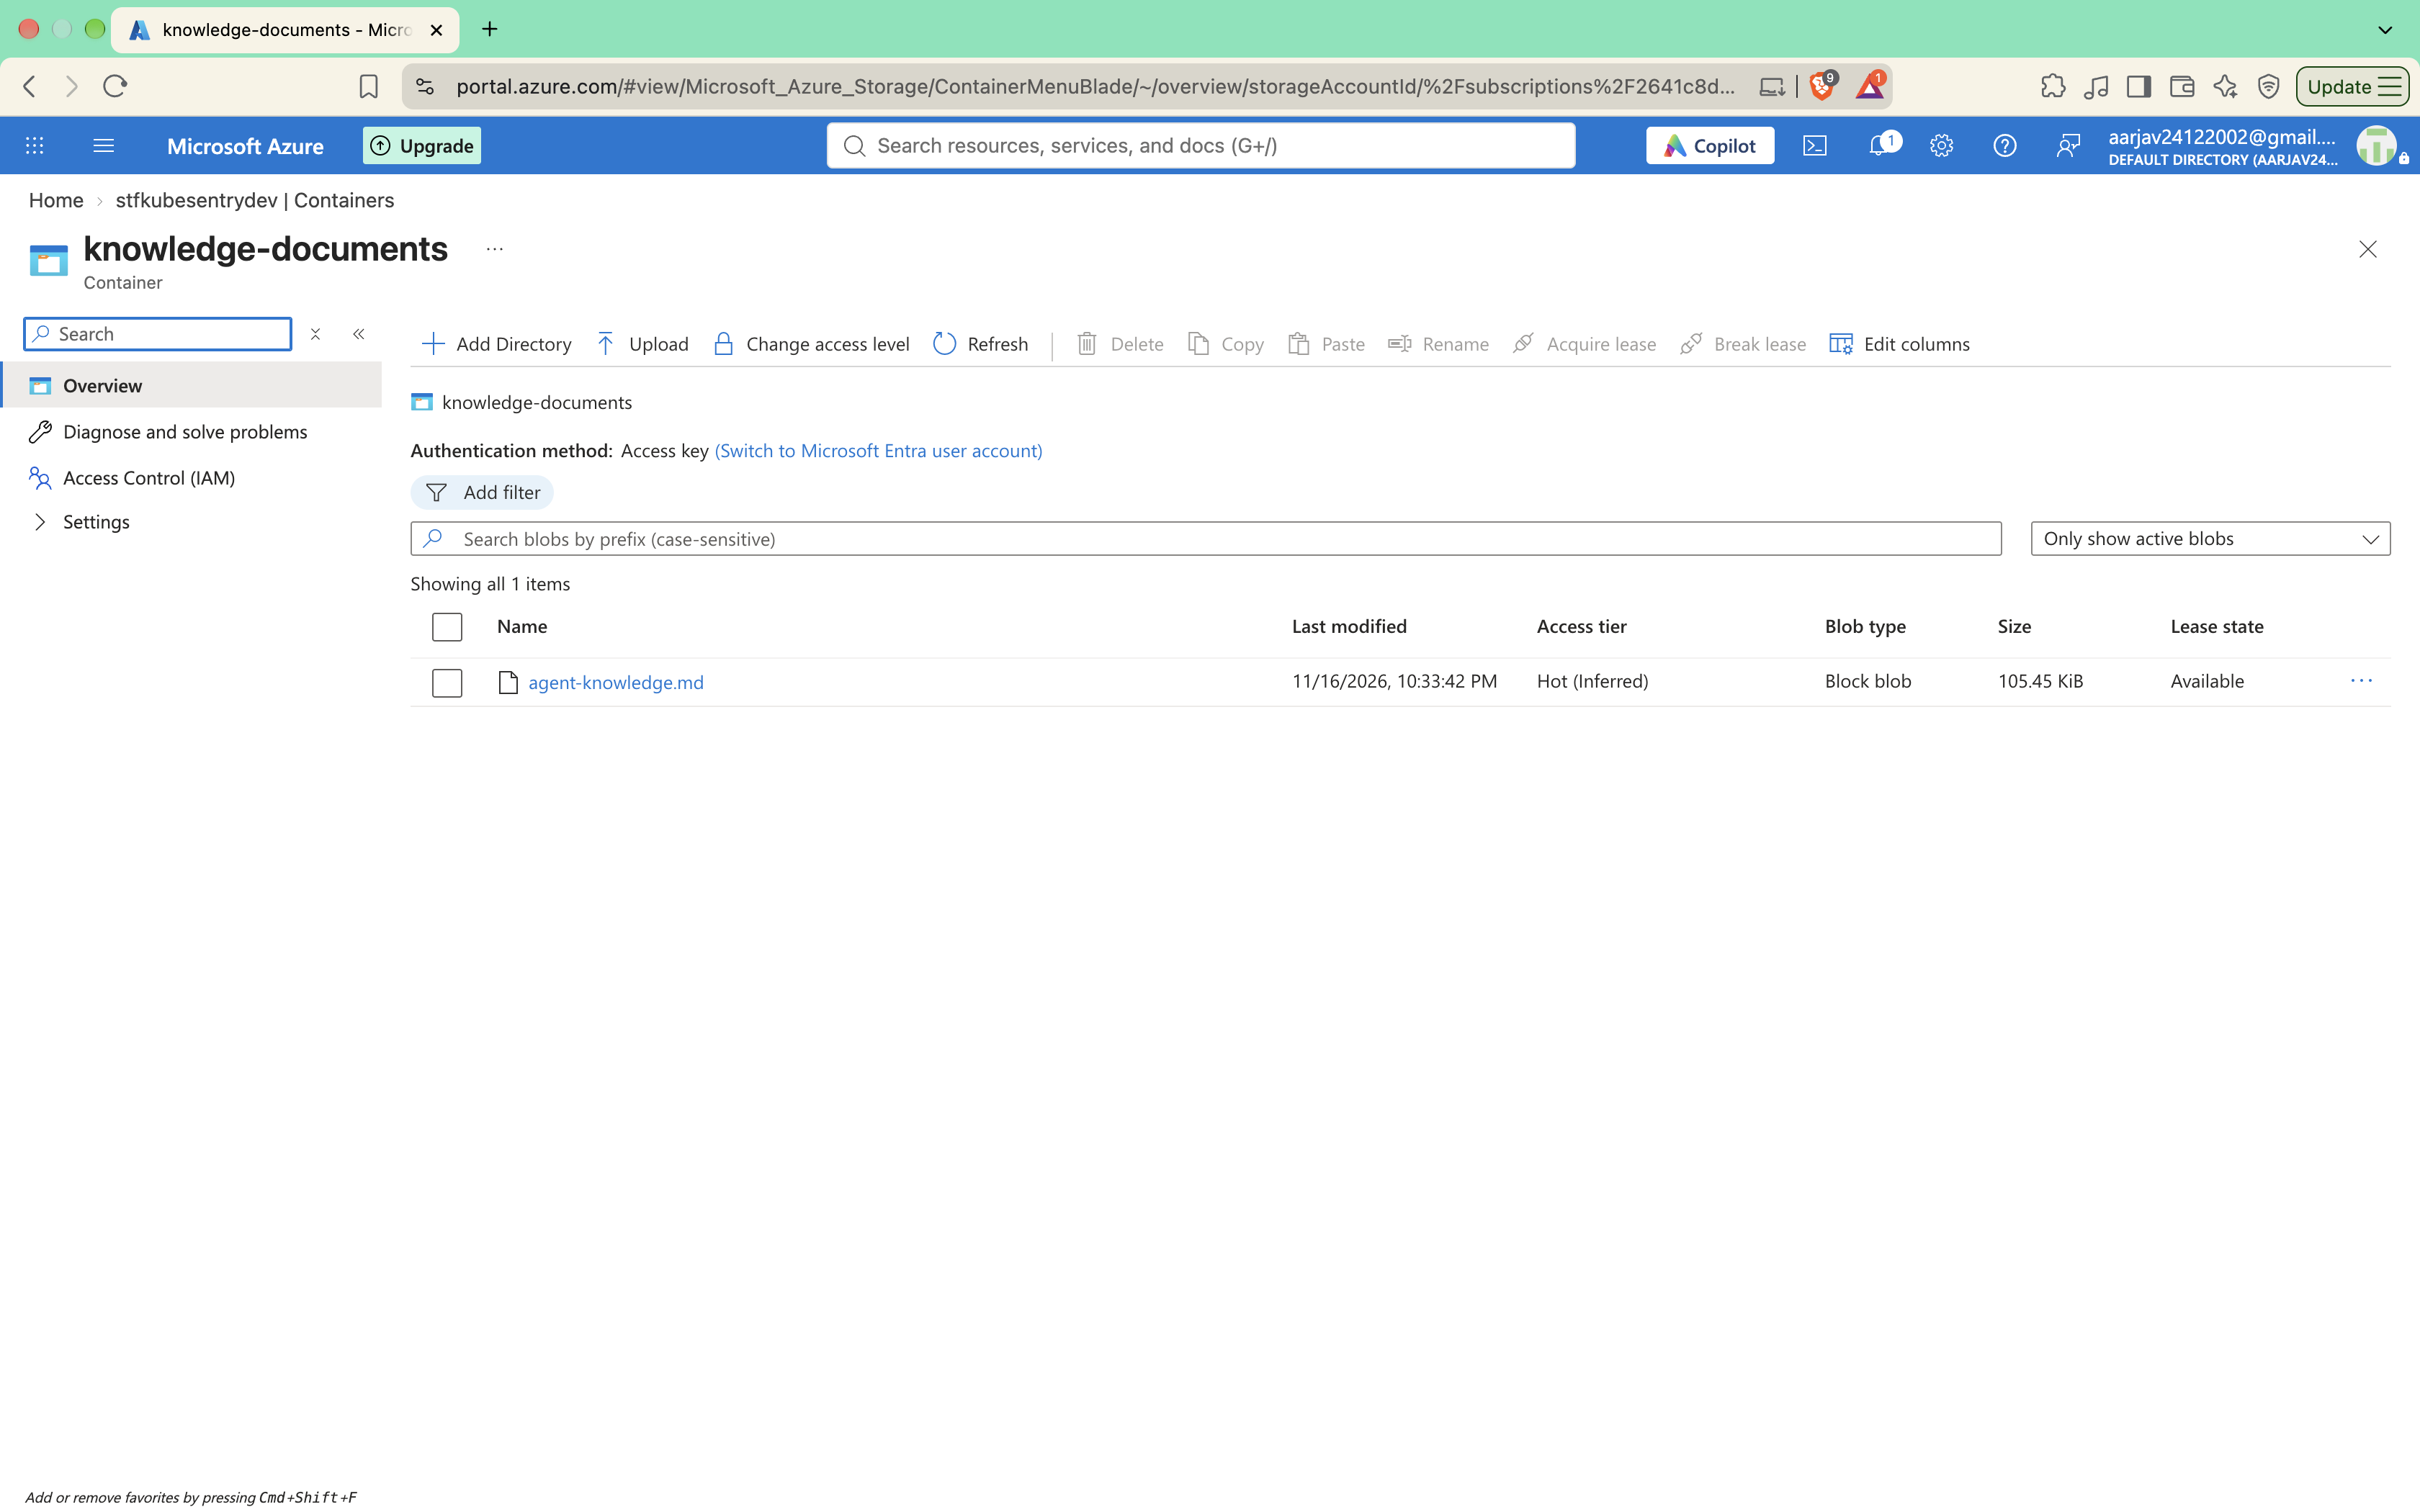 knowledge-documents - Micro
portal.azure.com/#view/Microsoft_Azure_Storage/ContainerMenuBlade/~/overview/storageAccountId/%2Fsubscriptions%2F2641c8d...
9
1
Update
Microsoft Azure
Upgrade
Search resources, services, and docs (G+/)
Copilot
1
aarjav24122002@gmail....
DEFAULT DIRECTORY (AARJAV24...
Home > stfkubesentrydev | Containers
knowledge-documents ...
Container
Search
Overview
Diagnose and solve problems
Access Control (IAM)
Settings
Add Directory Upload Change access level Refresh Delete Copy Paste Rename Acquire lease Break lease Edit columns
knowledge-documents
Authentication method: Access key (Switch to Microsoft Entra user account)
Add filter
Search blobs by prefix (case-sensitive)
Only show active blobs
Showing all 1 items
Name Last modified Access tier Blob type Size Lease state
agent-knowledge.md 11/16/2026, 10:33:42 PM Hot (Inferred) Block blob 105.45 KiB Available ...
Add or remove favorites by pressing Cmd+Shift+F